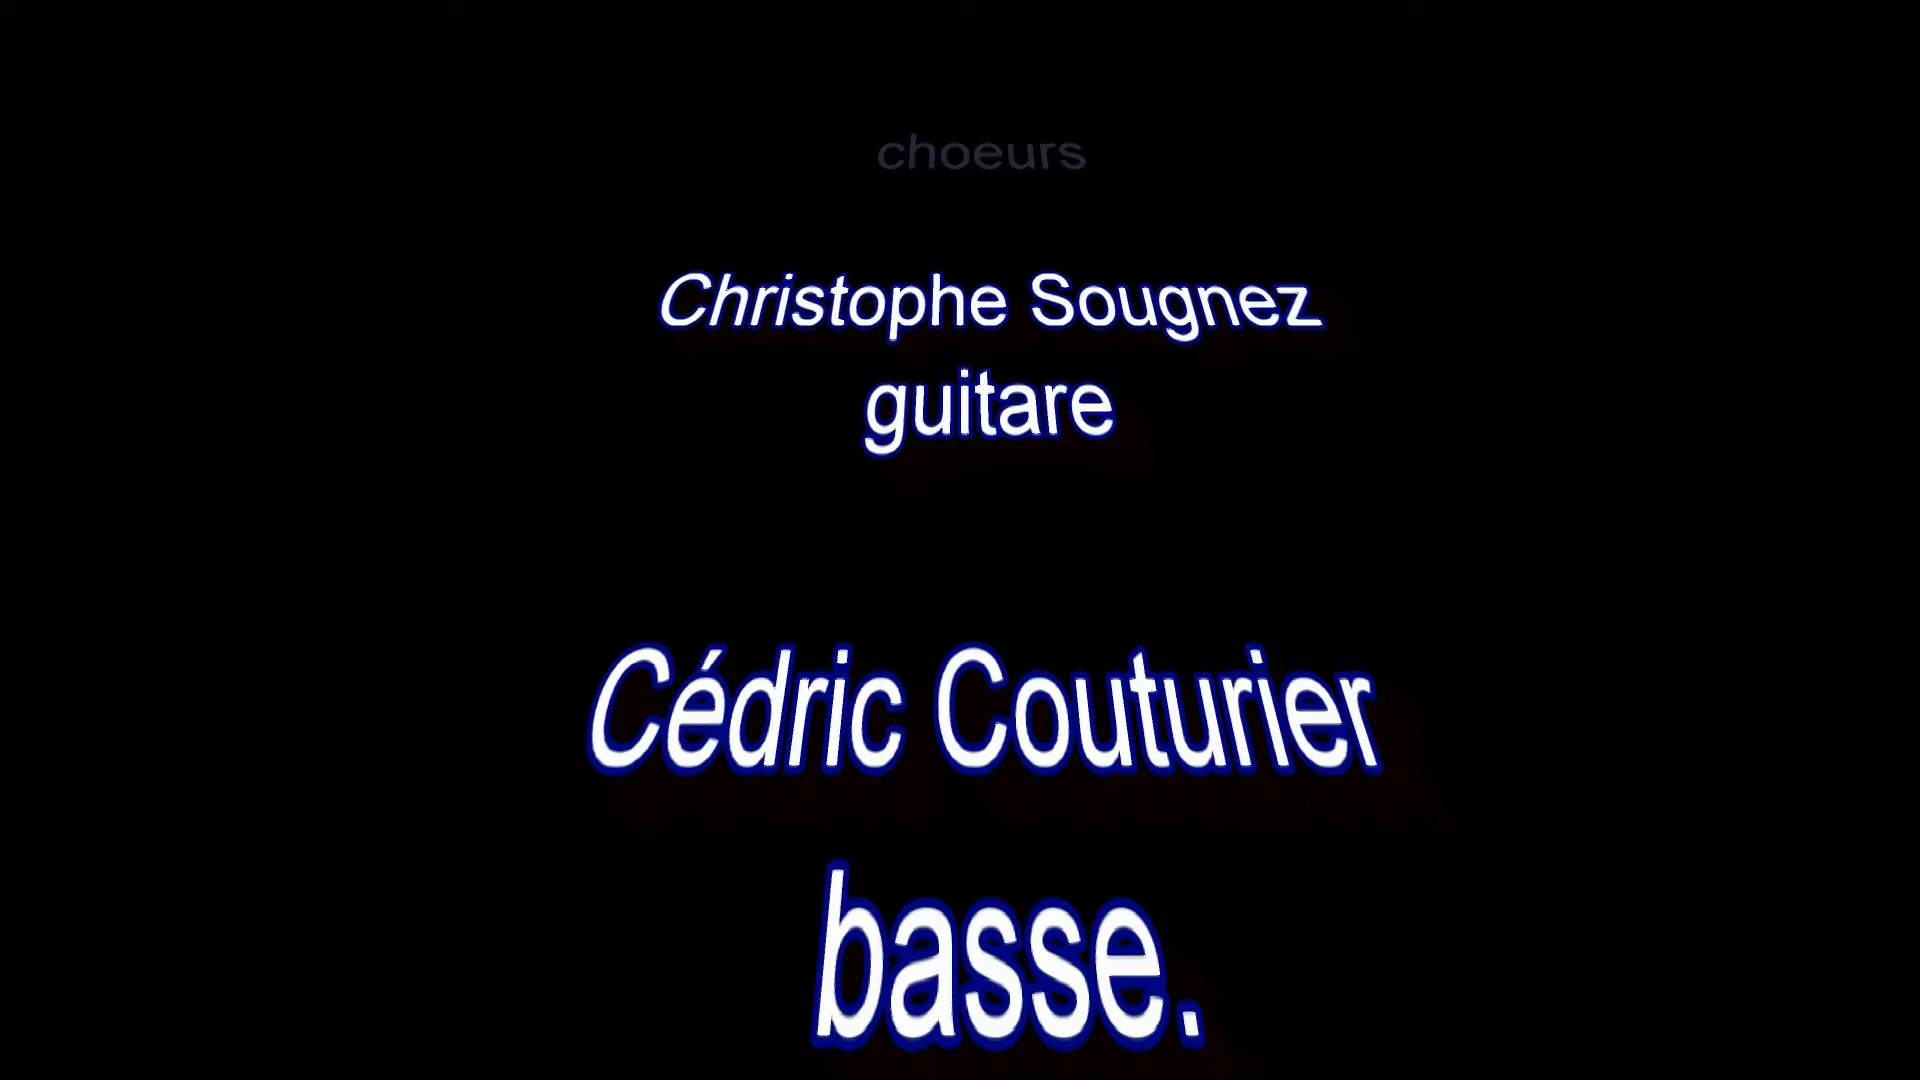 choeurs
Christophe Sougnez
guitare
Cédric Couturier
basse.